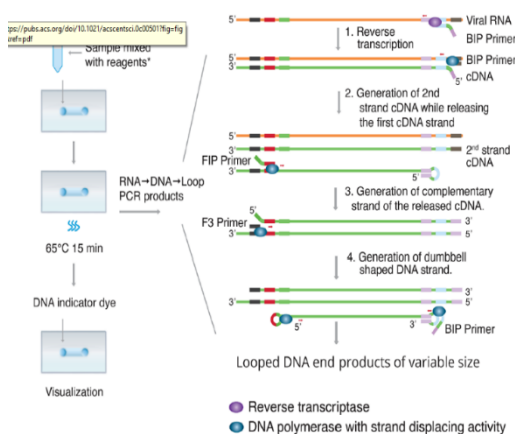 tps://pubs.acs.org/doi/10.1021/acscentsci.0c00501?fig=fig
uref=pdf
Sample mixed
with reagents*
RNA→DNA→Loop
PCR products
65°C 15 min
DNA indicator dye
Visualization
5' 3' Viral RNA
BIP Primer
1. Reverse
transcription
5' BIP Primer
3' cDNA
5'
2. Generation of 2nd
strand cDNA while releasing
the first cDNA strand
5'
3' 2nd strand
cDNA
FIP Primer
3' 5'
3. Generation of complementary
strand of the released cDNA.
5'
F3 Primer 3'
3' 5'
4. Generation of dumbbell
shaped DNA strand.
3'
3' 5'
5' 3'
BIP Primer
Looped DNA end products of variable size
Reverse transcriptase
DNA polymerase with strand displacing activity